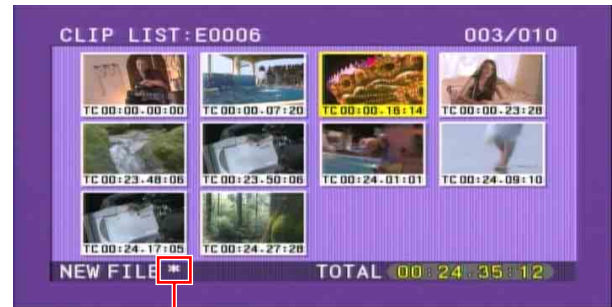 CLIP LIST:E0006 003/010
TC 00:00.00:00 TC 00:00.07:20 TC 00:00.16:14 TC 00:00.23:28
TC 00:23.48:06 TC 00:23.50:06 TC 00:24.01:01 TC 00:24.09:10
TC 00:24.17:05 TC 00:24.27:28
NEW FILE * TOTAL 00:24.35:12